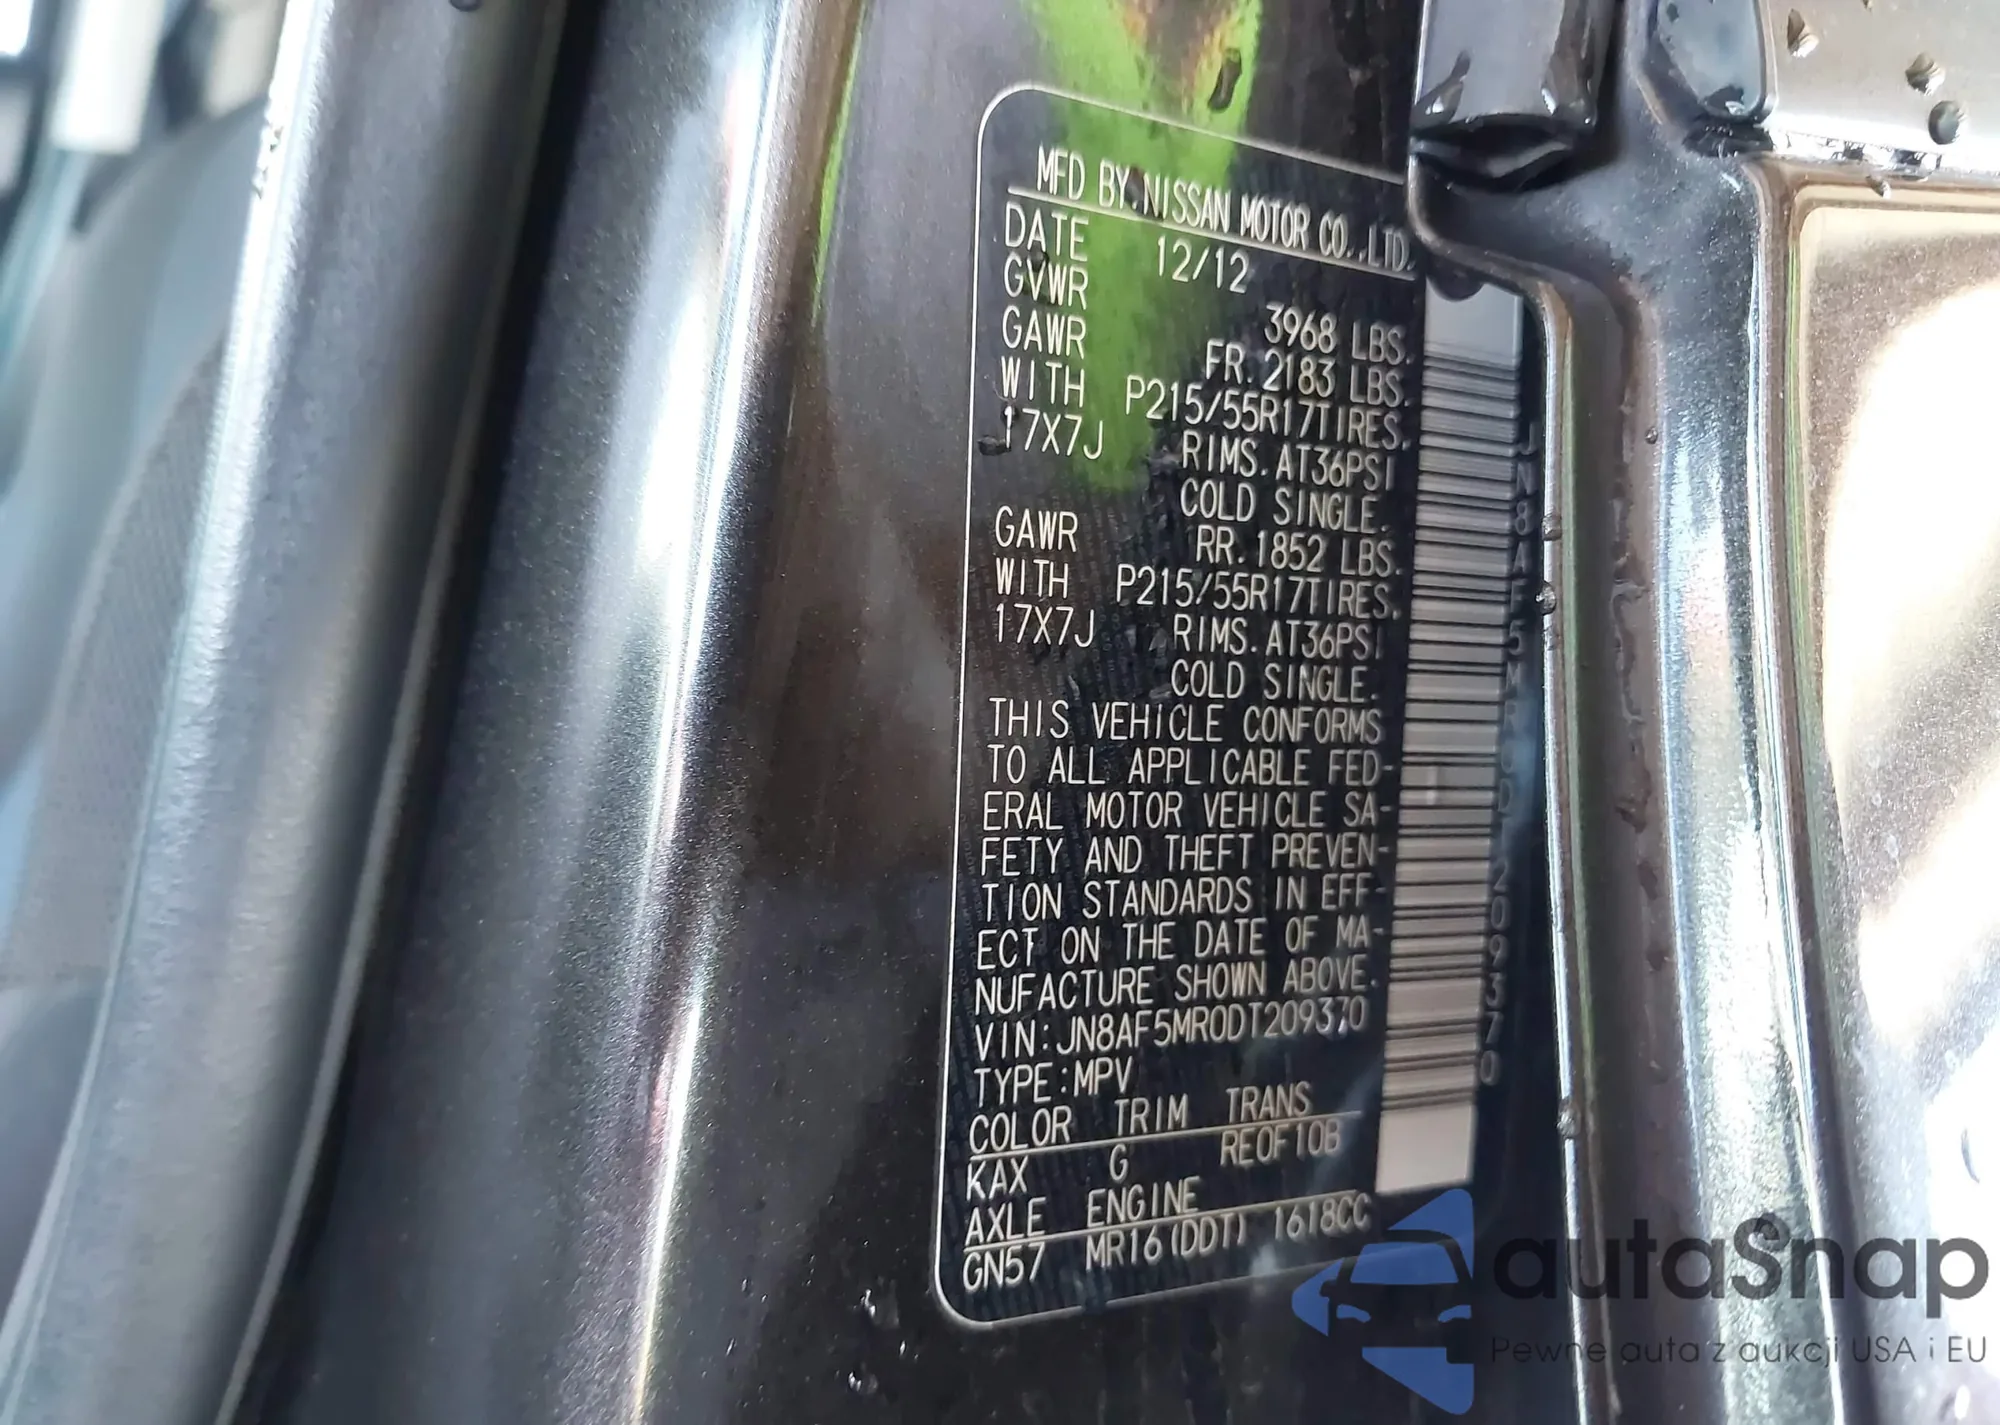 MFD BY.NISSAN MOTOR CO.,LTD.
DATE 12/12
GVWR 3968 LBS.
GAWR FR. 2183 LBS.
WITH P215/55R17TIRES.
17X7J RIMS. AT36PSI
COLD SINGLE.
GAWR RR. 1852 LBS.
WITH P215/55R17TIRES.
17X7J RIMS. AT36PSI
COLD SINGLE.
THIS VEHICLE CONFORMS
TO ALL APPLICABLE FED-
ERAL MOTOR VEHICLE SA-
FETY AND THEFT PREVEN-
TION STANDARDS IN EFF-
ECT ON THE DATE OF MA-
NUFACTURE SHOWN ABOVE.
VIN:JN8AF5MR0DT209370
TYPE:MPV
COLOR TRIM TRANS
KAX G RE0F10B
AXLE ENGINE
GN57 MR16(DDT) 1618CC
JN8AF5MR0DT209370
autaSnap
Pewne auta z aukcji USA i EU